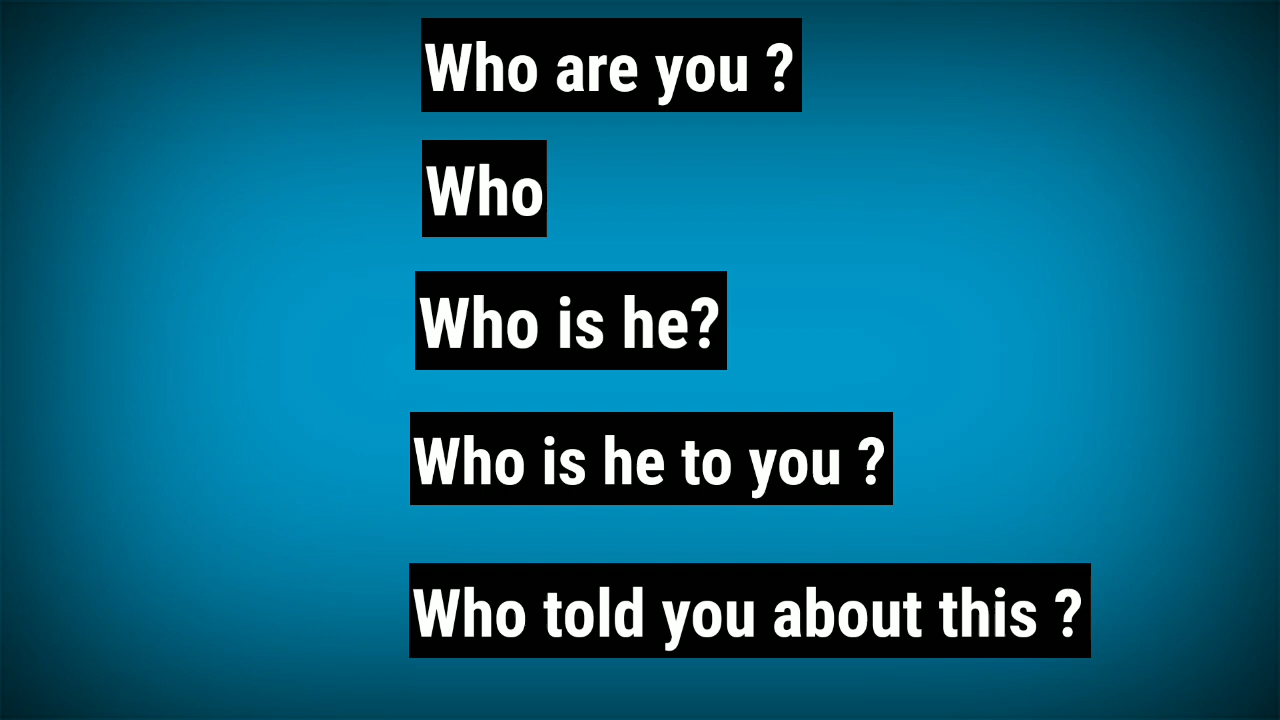 Who are you ?
Who
Who is he?
Who is he to you ?
Who told you about this ?